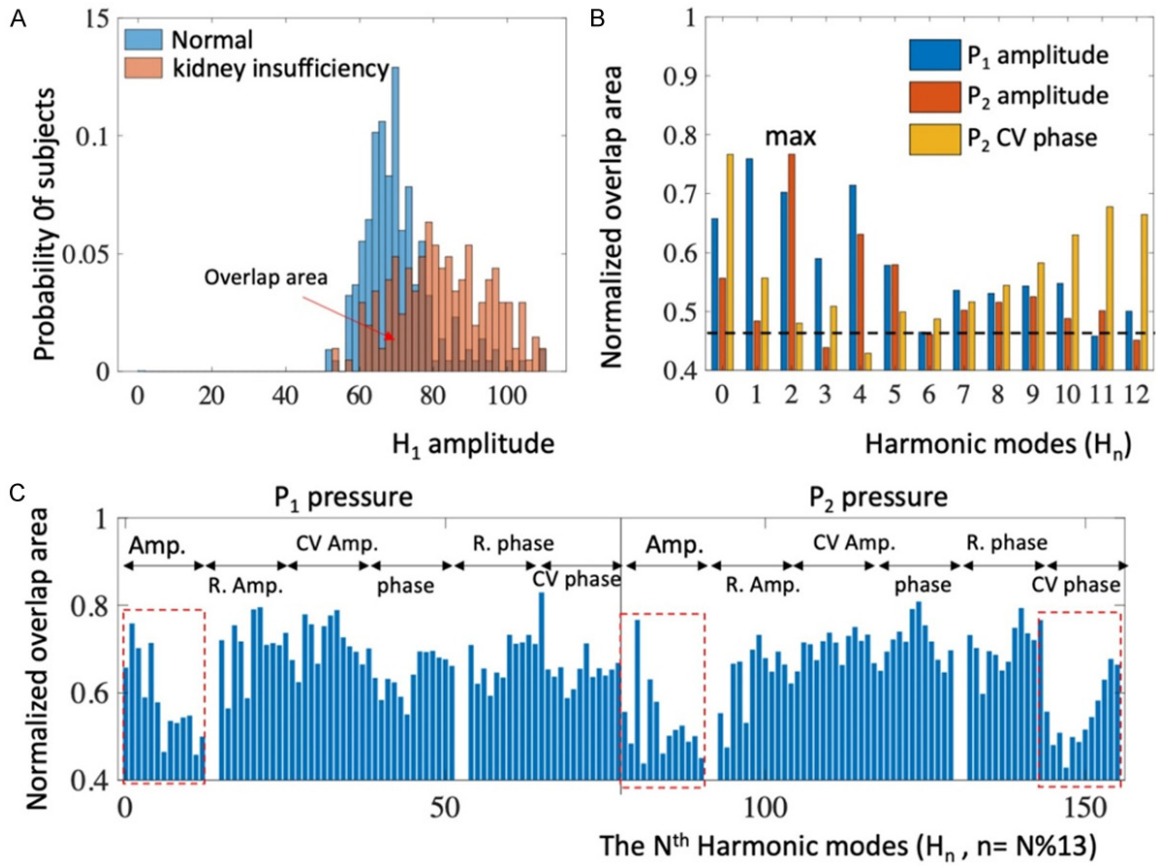 A
15
0.1
0.05
0
Probability 0f subjects
Normal
kidney insufficiency
Overlap area
0 20 40 60 80 100
H₁ amplitude
B
1
0.9
0.8
0.7
0.6
0.5
0.4
Normalized overlap area
P₁ amplitude
P₂ amplitude
P₂ CV phase
max
0 1 2 3 4 5 6 7 8 9 10 11 12
Harmonic modes (Hₙ)
C
P₁ pressure P₂ pressure
1
0.8
0.6
0.4
Normalized overlap area
Amp. CV Amp. R. phase Amp. CV Amp. R. phase
R. Amp. phase CV phase R. Amp. phase CV phase
0 50 100 150
The Nᵗʰ Harmonic modes (Hₙ , n= N%13)